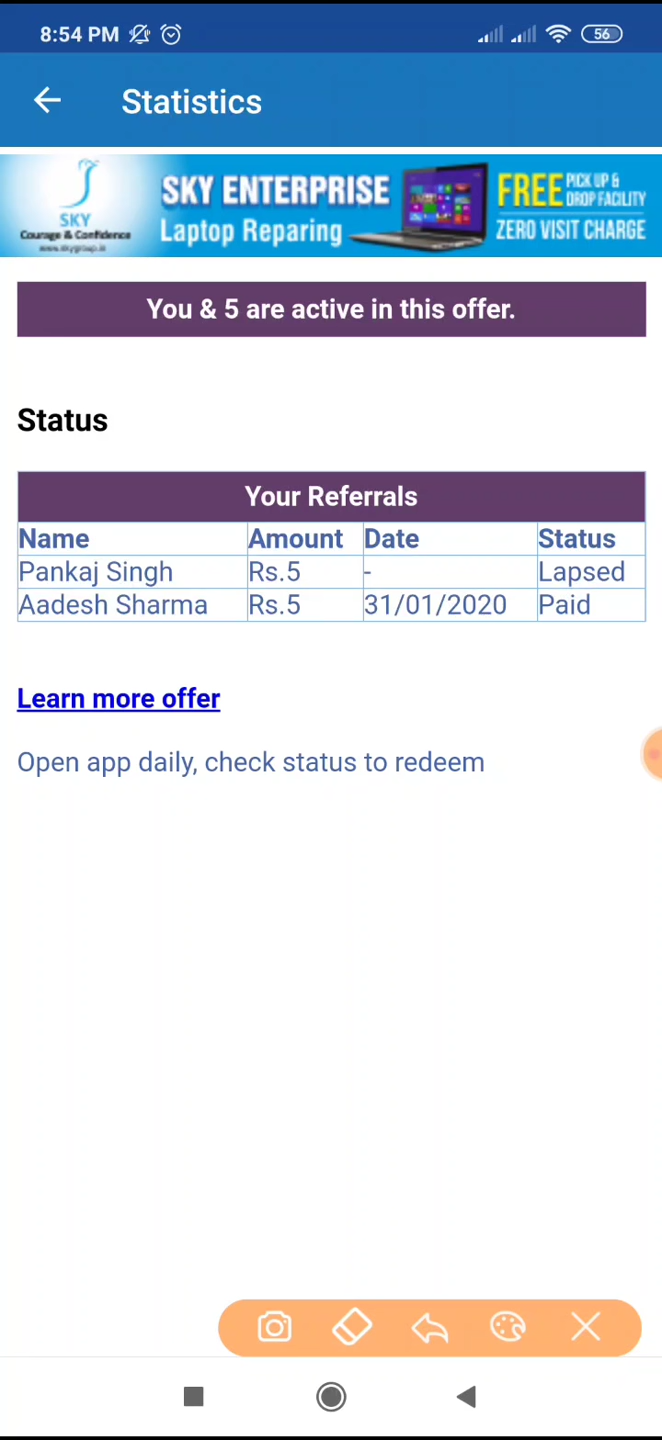 8:54 PM
56
Statistics
SKY
Courage & Confidence
www.skygroup.in
SKY ENTERPRISE
Laptop Reparing
FREE PICK UP &
DROP FACILITY
ZERO VISIT CHARGE
You & 5 are active in this offer.
Status
Your Referrals
Name Amount Date Status
Pankaj Singh Rs.5 - Lapsed
Aadesh Sharma Rs.5 31/01/2020 Paid
Learn more offer
Open app daily, check status to redeem